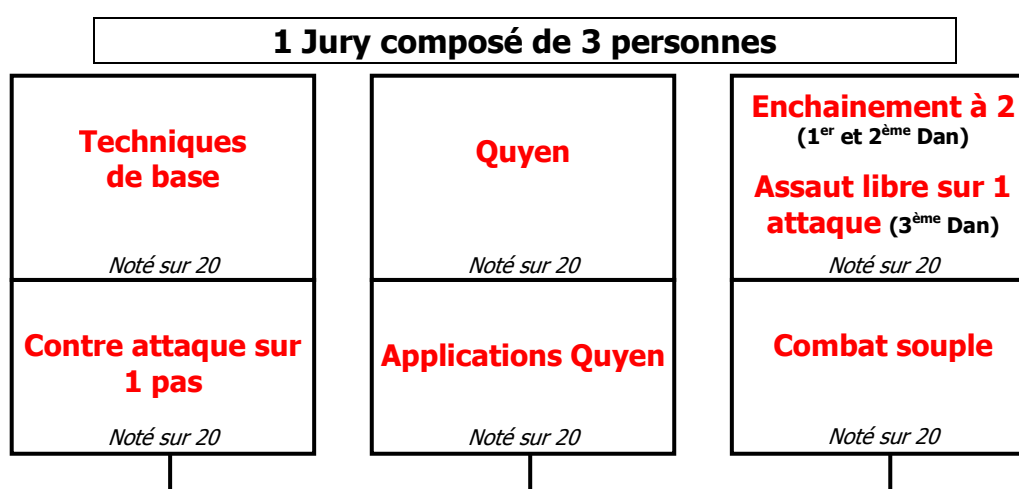 1 Jury composé de 3 personnes
Techniques
de base
Noté sur 20
Contre attaque sur
1 pas
Noté sur 20
Quyen
Noté sur 20
Applications Quyen
Noté sur 20
Enchainement à 2
(1er et 2ème Dan)
Assaut libre sur 1
attaque (3ème Dan)
Noté sur 20
Combat souple
Noté sur 20